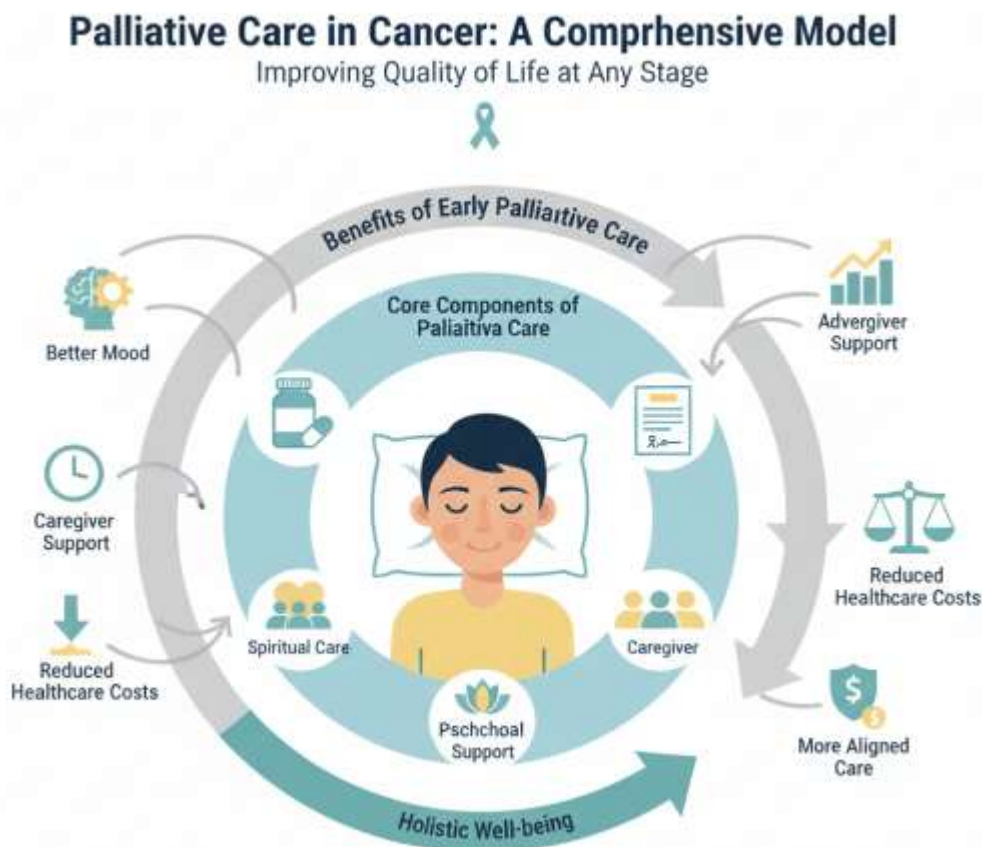 Palliative Care in Cancer: A Comprhensive Model
Improving Quality of Life at Any Stage
Benefits of Early Palliartive Care
Core Components of
Paliaitiva Care
Better Mood
Advergiver
Support
Caregiver
Support
Reduced
Healthcare Costs
Reduced
Healthcare Costs
Spiritual Care
Caregiver
Pschchoal
Support
$
$
More Aligned
Care
Holistic Well-being